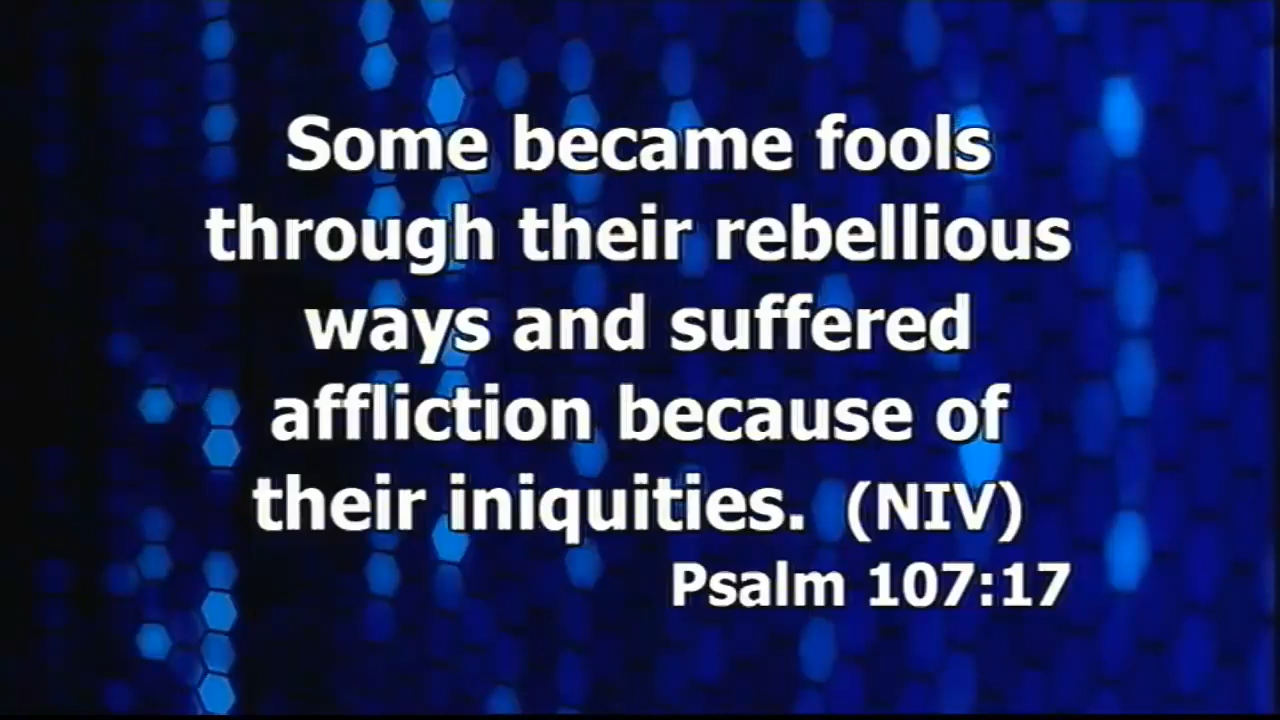 Some became fools
through their rebellious
ways and suffered
affliction because of
their iniquities.  (NIV)
Psalm 107:17